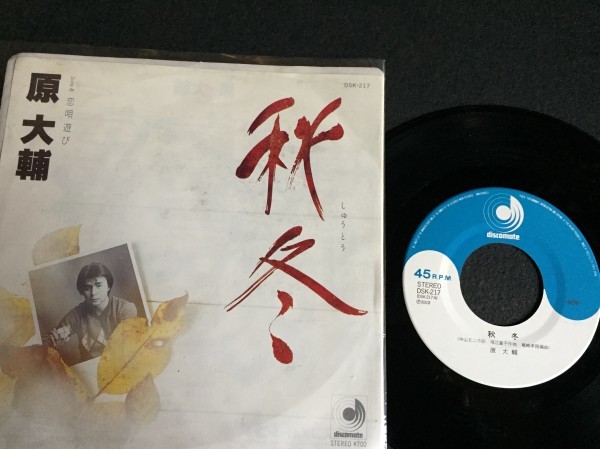 DSK-217
原大輔
恋唄遊び
秋冬
しゅうとう
discomate
STEREO ¥700
discomate
45 R.P.M.
STEREO
DSK-217
秋 冬
原 大 輔